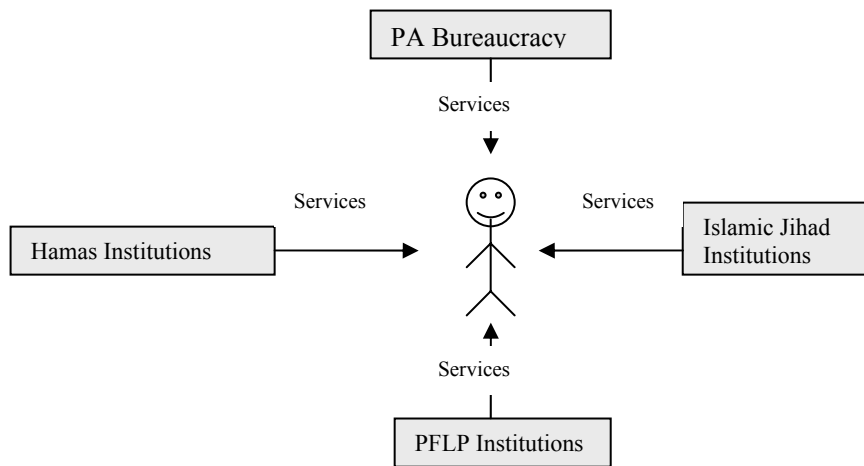 PA Bureaucracy
Services
Services
Services
Hamas Institutions
Islamic Jihad
Institutions
Services
PFLP Institutions